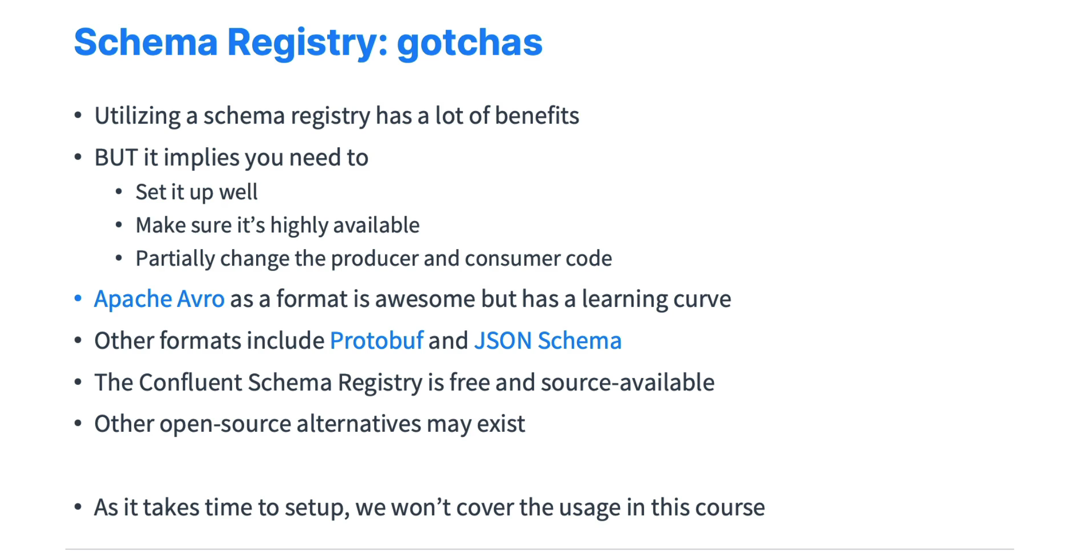 Schema Registry: gotchas
• Utilizing a schema registry has a lot of benefits
• BUT it implies you need to
• Set it up well
• Make sure it's highly available
• Partially change the producer and consumer code
• Apache Avro as a format is awesome but has a learning curve
• Other formats include Protobuf and JSON Schema
• The Confluent Schema Registry is free and source-available
• Other open-source alternatives may exist
• As it takes time to setup, we won't cover the usage in this course